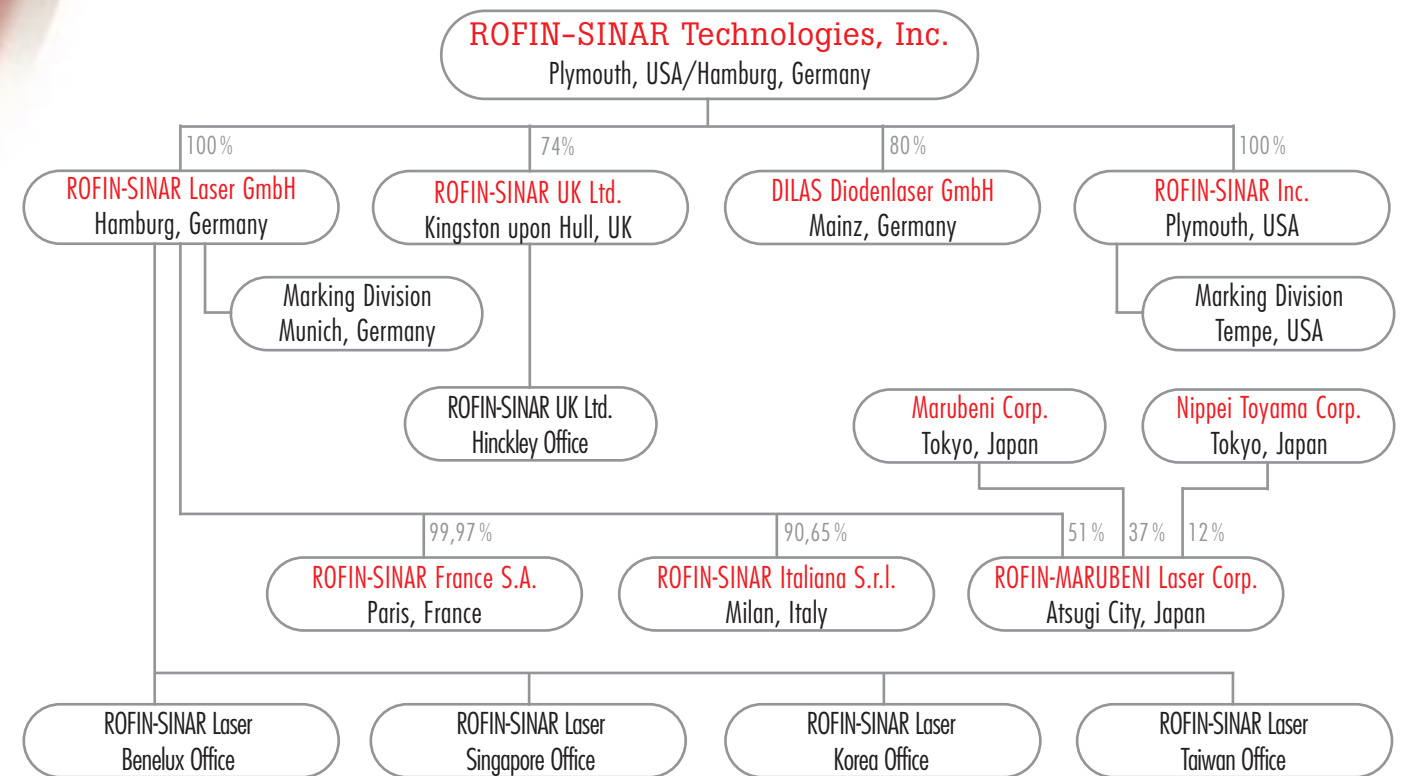 ROFIN-SINAR Technologies, Inc.
Plymouth, USA/Hamburg, Germany
100%
74%
80%
100%
ROFIN-SINAR Laser GmbH
Hamburg, Germany
ROFIN-SINAR UK Ltd.
Kingston upon Hull, UK
DILAS Diodenlaser GmbH
Mainz, Germany
ROFIN-SINAR Inc.
Plymouth, USA
Marking Division
Munich, Germany
Marking Division
Tempe, USA
ROFIN-SINAR UK Ltd.
Hinckley Office
Marubeni Corp.
Tokyo, Japan
Nippei Toyama Corp.
Tokyo, Japan
99,97%
90,65%
51%
37%
12%
ROFIN-SINAR France S.A.
Paris, France
ROFIN-SINAR Italiana S.r.l.
Milan, Italy
ROFIN-MARUBENI Laser Corp.
Atsugi City, Japan
ROFIN-SINAR Laser
Benelux Office
ROFIN-SINAR Laser
Singapore Office
ROFIN-SINAR Laser
Korea Office
ROFIN-SINAR Laser
Taiwan Office